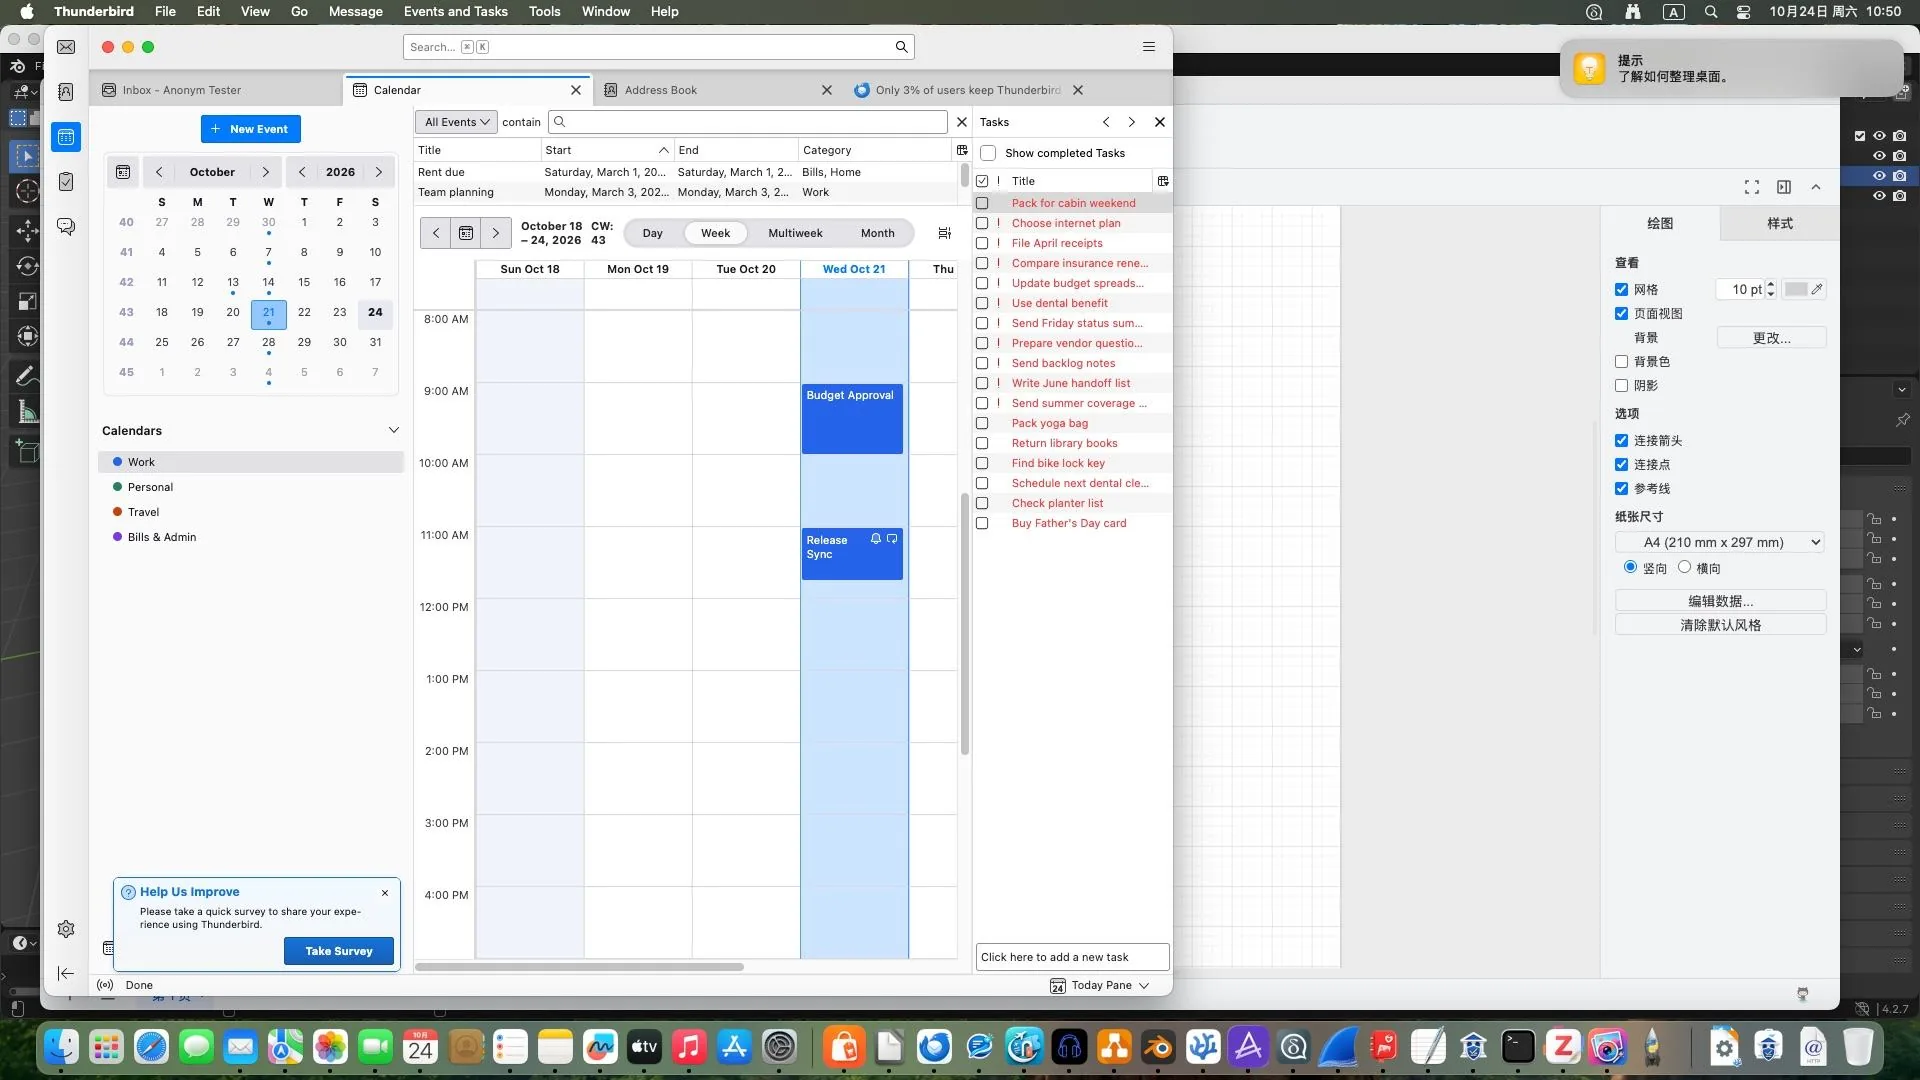 Thunderbird File Edit View Go Message Events and Tasks Tools Window Help
A 10月24日 周六 10:50
Search... ⌘ K
提示
了解如何整理桌面。
Inbox - Anonym Tester
Calendar
Address Book
Only 3% of users keep Thunderbird
+ New Event
All Events contain
Tasks
Title Start End Category
Show completed Tasks
October 2026
Rent due Saturday, March 1, 20... Saturday, March 1, 2... Bills, Home
Team planning Monday, March 3, 202... Monday, March 3, 2... Work
! Title
S M T W T F S
40 27 28 29 30 1 2 3
41 4 5 6 7 8 9 10
42 11 12 13 14 15 16 17
43 18 19 20 21 22 23 24
44 25 26 27 28 29 30 31
45 1 2 3 4 5 6 7
October 18 – 24, 2026
CW: 43
Day Week Multiweek Month
Sun Oct 18 Mon Oct 19 Tue Oct 20 Wed Oct 21 Thu
8:00 AM
9:00 AM
10:00 AM
11:00 AM
12:00 PM
1:00 PM
2:00 PM
3:00 PM
4:00 PM
Budget Approval
Release
Sync
Calendars
Work
Personal
Travel
Bills & Admin
Pack for cabin weekend
! Choose internet plan
! File April receipts
! Compare insurance rene...
! Update budget spreads...
! Use dental benefit
! Send Friday status sum...
! Prepare vendor questio...
! Send backlog notes
! Write June handoff list
! Send summer coverage ...
Pack yoga bag
Return library books
Find bike lock key
Schedule next dental cle...
Check planter list
Buy Father's Day card
Click here to add a new task
Help Us Improve
Please take a quick survey to share your expe-
rience using Thunderbird.
Take Survey
Done
24 Today Pane
绘图 样式
查看
网格 10 pt
页面视图
背景 更改...
背景色
阴影
选项
连接箭头
连接点
参考线
纸张尺寸
A4 (210 mm x 297 mm)
竖向 横向
编辑数据...
清除默认风格
4.2.7
10月
24
tv